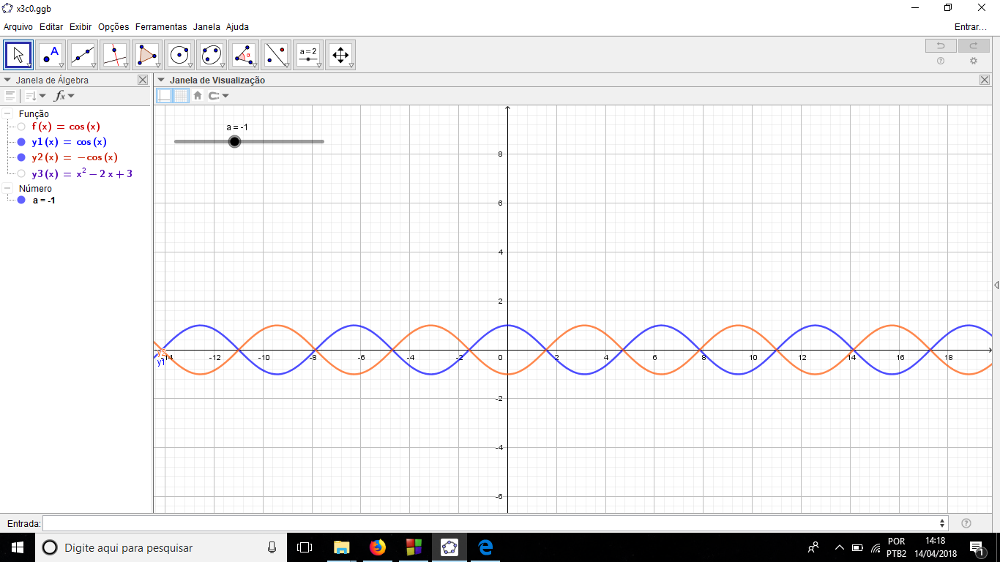 x3c0.ggb
Arquivo Editar Exibir Opções Ferramentas Janela Ajuda Entrar...
A α a = 2
Janela de Álgebra
Janela de Visualização
fx
Função
f(x) = cos(x)
y1(x) = cos(x)
y2(x) = −cos(x)
y3(x) = x² − 2 x + 3
Número
a = -1
a = -1
8
6
4
2
-14 -12 -10 -8 -6 -4 -2 0 2 4 6 8 10 12 14 16 18
y1
-2
-4
-6
Entrada:
Digite aqui para pesquisar
POR
PTB2
14:18
14/04/2018
1